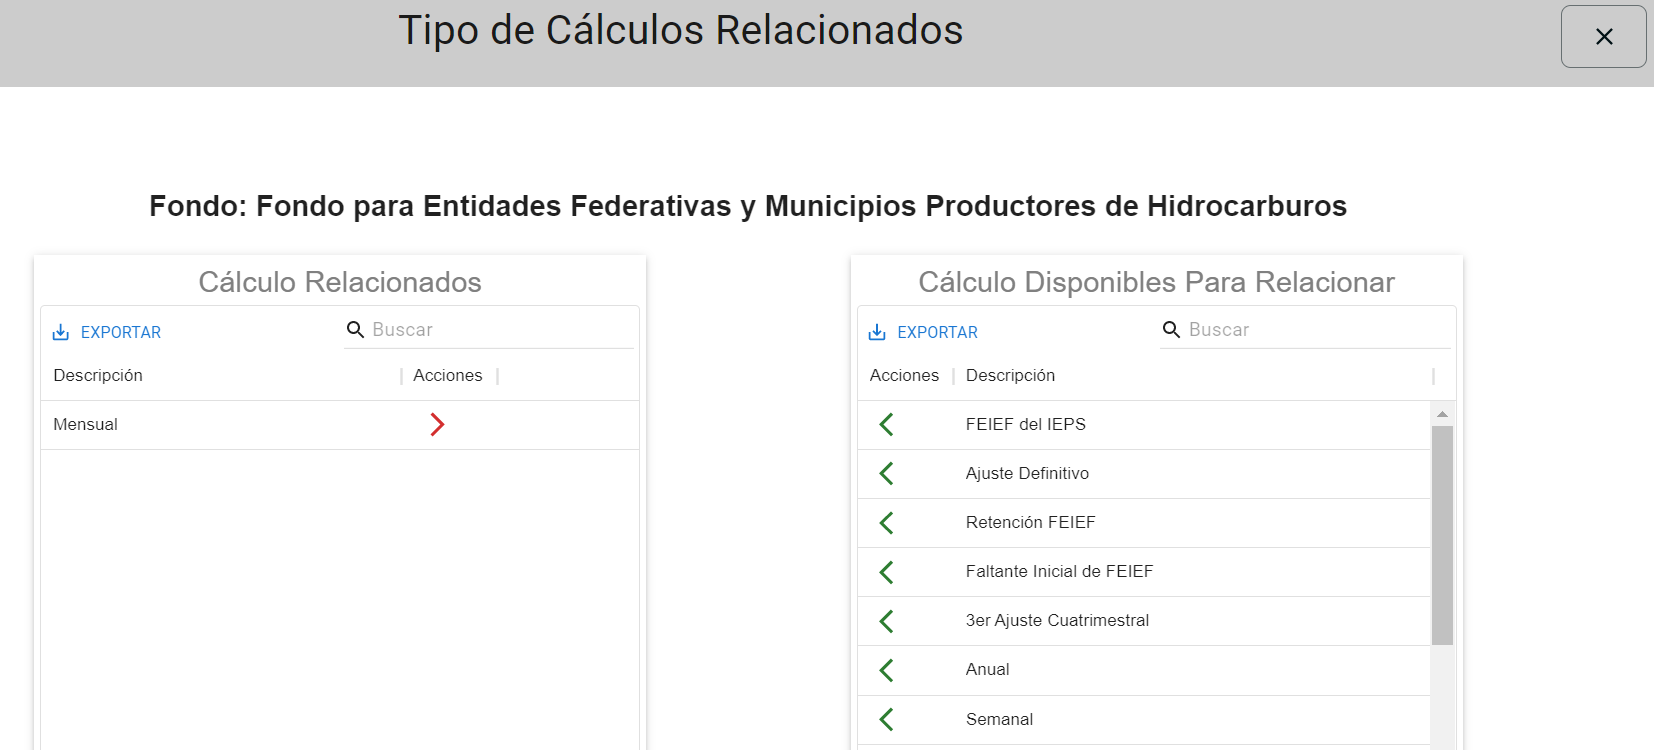 Tipo de Cálculos Relacionados
Fondo: Fondo para Entidades Federativas y Municipios Productores de Hidrocarburos
Cálculo Relacionados
EXPORTAR
Buscar
Descripción
Acciones
Mensual
Cálculo Disponibles Para Relacionar
EXPORTAR
Buscar
Acciones
Descripción
FEIEF del IEPS
Ajuste Definitivo
Retención FEIEF
Faltante Inicial de FEIEF
3er Ajuste Cuatrimestral
Anual
Semanal